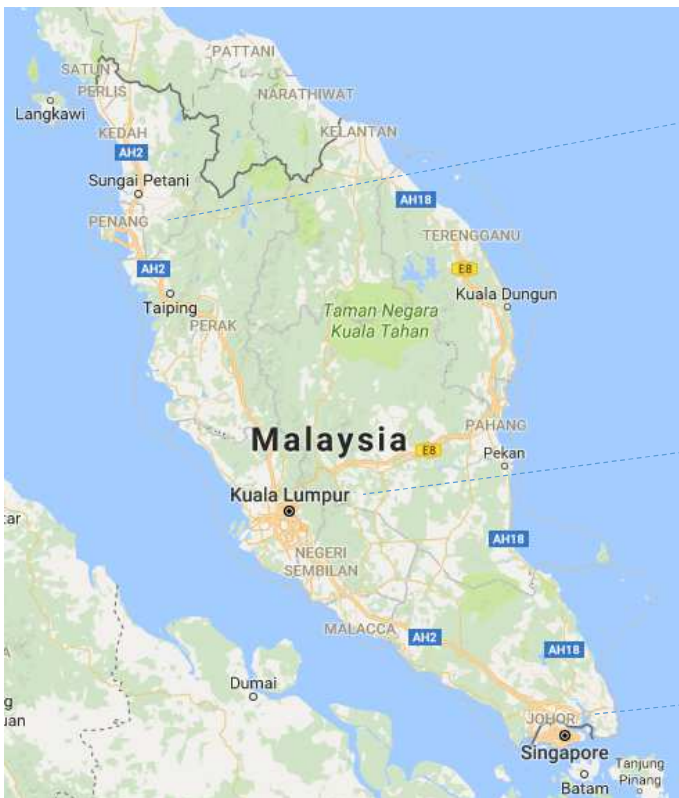 PATTANI
SATUN
PERLIS
NARATHIWAT
Langkawi
KEDAH
KELANTAN
AH2
Sungai Petani
AH18
PENANG
TERENGGANU
AH2
E8
Kuala Dungun
Taiping
Taman Negara
Kuala Tahan
PERAK
PAHANG
Malaysia
E8
Pekan
Kuala Lumpur
tar
AH18
NEGERI
SEMBILAN
MALACCA
AH2
AH18
A
Dumai
g
uan
JOHOR
Singapore
Tanjung
Pinang
Batam